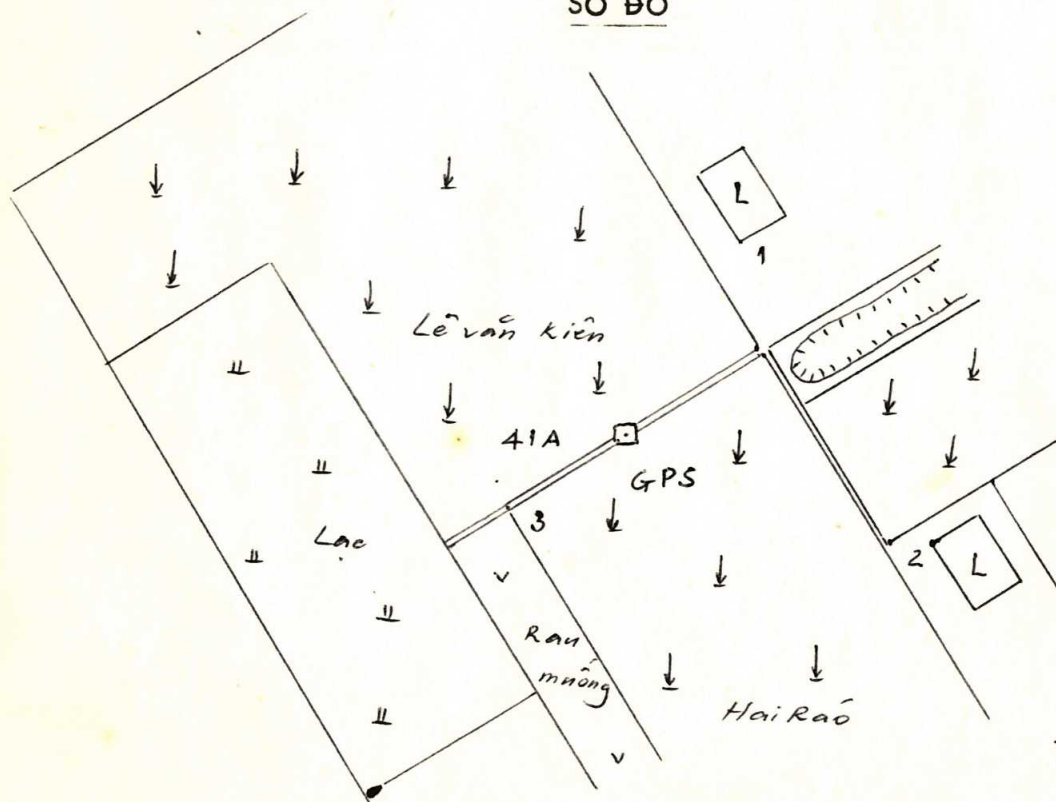 SƠ ĐỒ
L
1
Lê văn Kiên
41A
GPS
3
Lạc
2
L
Rau
muống
Hai Raó